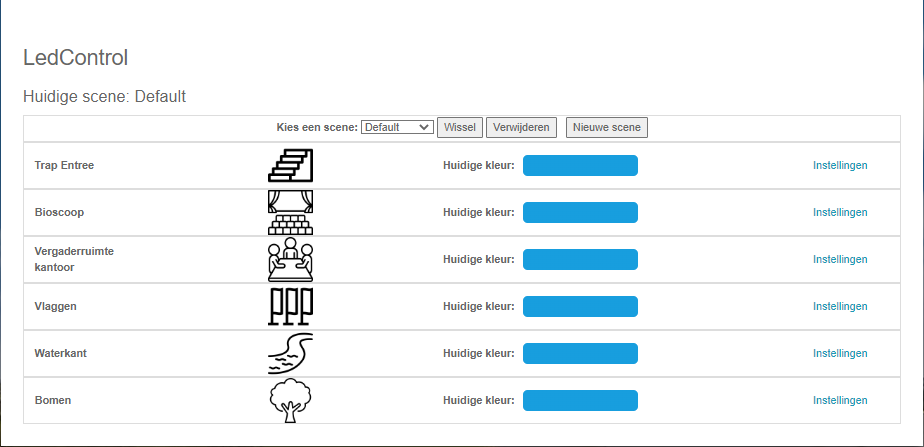 LedControl
Huidige scene: Default
Kies een scene: Default Wissel Verwijderen Nieuwe scene
Trap Entree Huidige kleur: Instellingen
Bioscoop Huidige kleur: Instellingen
Vergaderruimte
kantoor Huidige kleur: Instellingen
Vlaggen Huidige kleur: Instellingen
Waterkant Huidige kleur: Instellingen
Bomen Huidige kleur: Instellingen